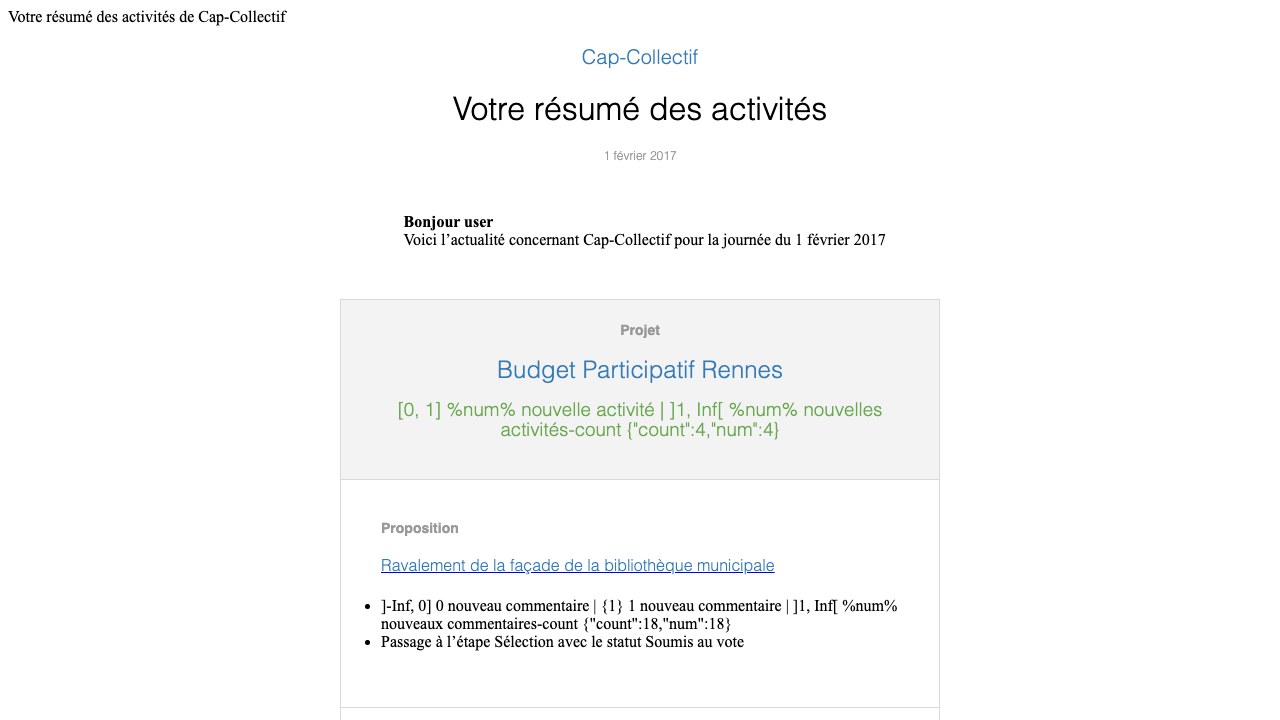 Votre résumé des activités de Cap-Collectif
Cap-Collectif
Votre résumé des activités
1 février 2017
Bonjour user
Voici l’actualité concernant Cap-Collectif pour la journée du 1 février 2017
Projet
Budget Participatif Rennes
[0, 1] %num% nouvelle activité | ]1, Inf[ %num% nouvelles
activités-count {"count":4,"num":4}
Proposition
Ravalement de la façade de la bibliothèque municipale
]-Inf, 0] 0 nouveau commentaire | {1} 1 nouveau commentaire | ]1, Inf[ %num%
nouveaux commentaires-count {"count":18,"num":18}
Passage à l’étape Sélection avec le statut Soumis au vote